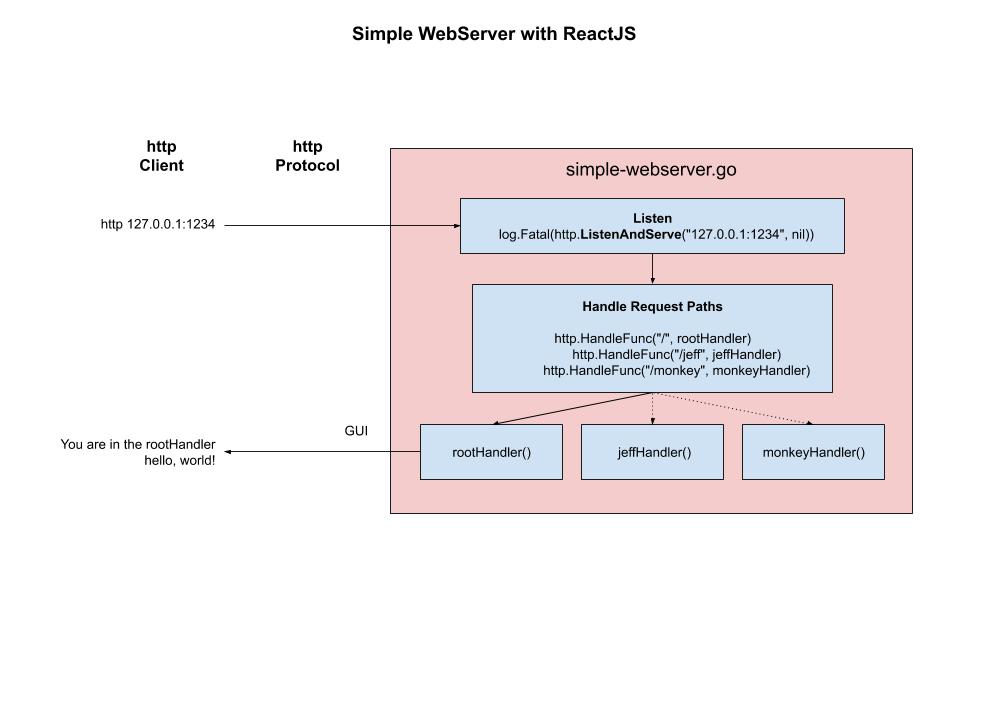 Simple WebServer with ReactJS
http
Client
http
Protocol
simple-webserver.go
http 127.0.0.1:1234
Listen
log.Fatal(http.ListenAndServe("127.0.0.1:1234", nil))
Handle Request Paths
http.HandleFunc("/", rootHandler)
http.HandleFunc("/jeff", jeffHandler)
http.HandleFunc("/monkey", monkeyHandler)
GUI
You are in the rootHandler
hello, world!
rootHandler()
jeffHandler()
monkeyHandler()